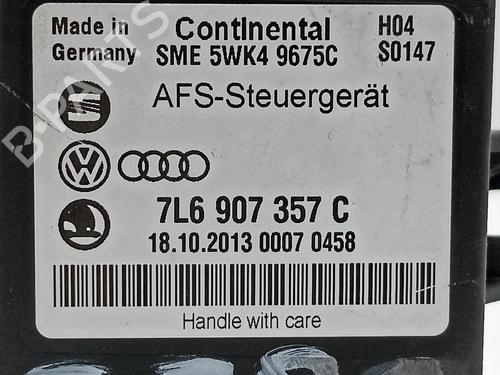 Made in Continental H04
Germany SME 5WK4 9675C S0147
AFS-Steuergerät
7L6 907 357 C
18.10.2013 0007 0458
Handle with care
B-PARTS